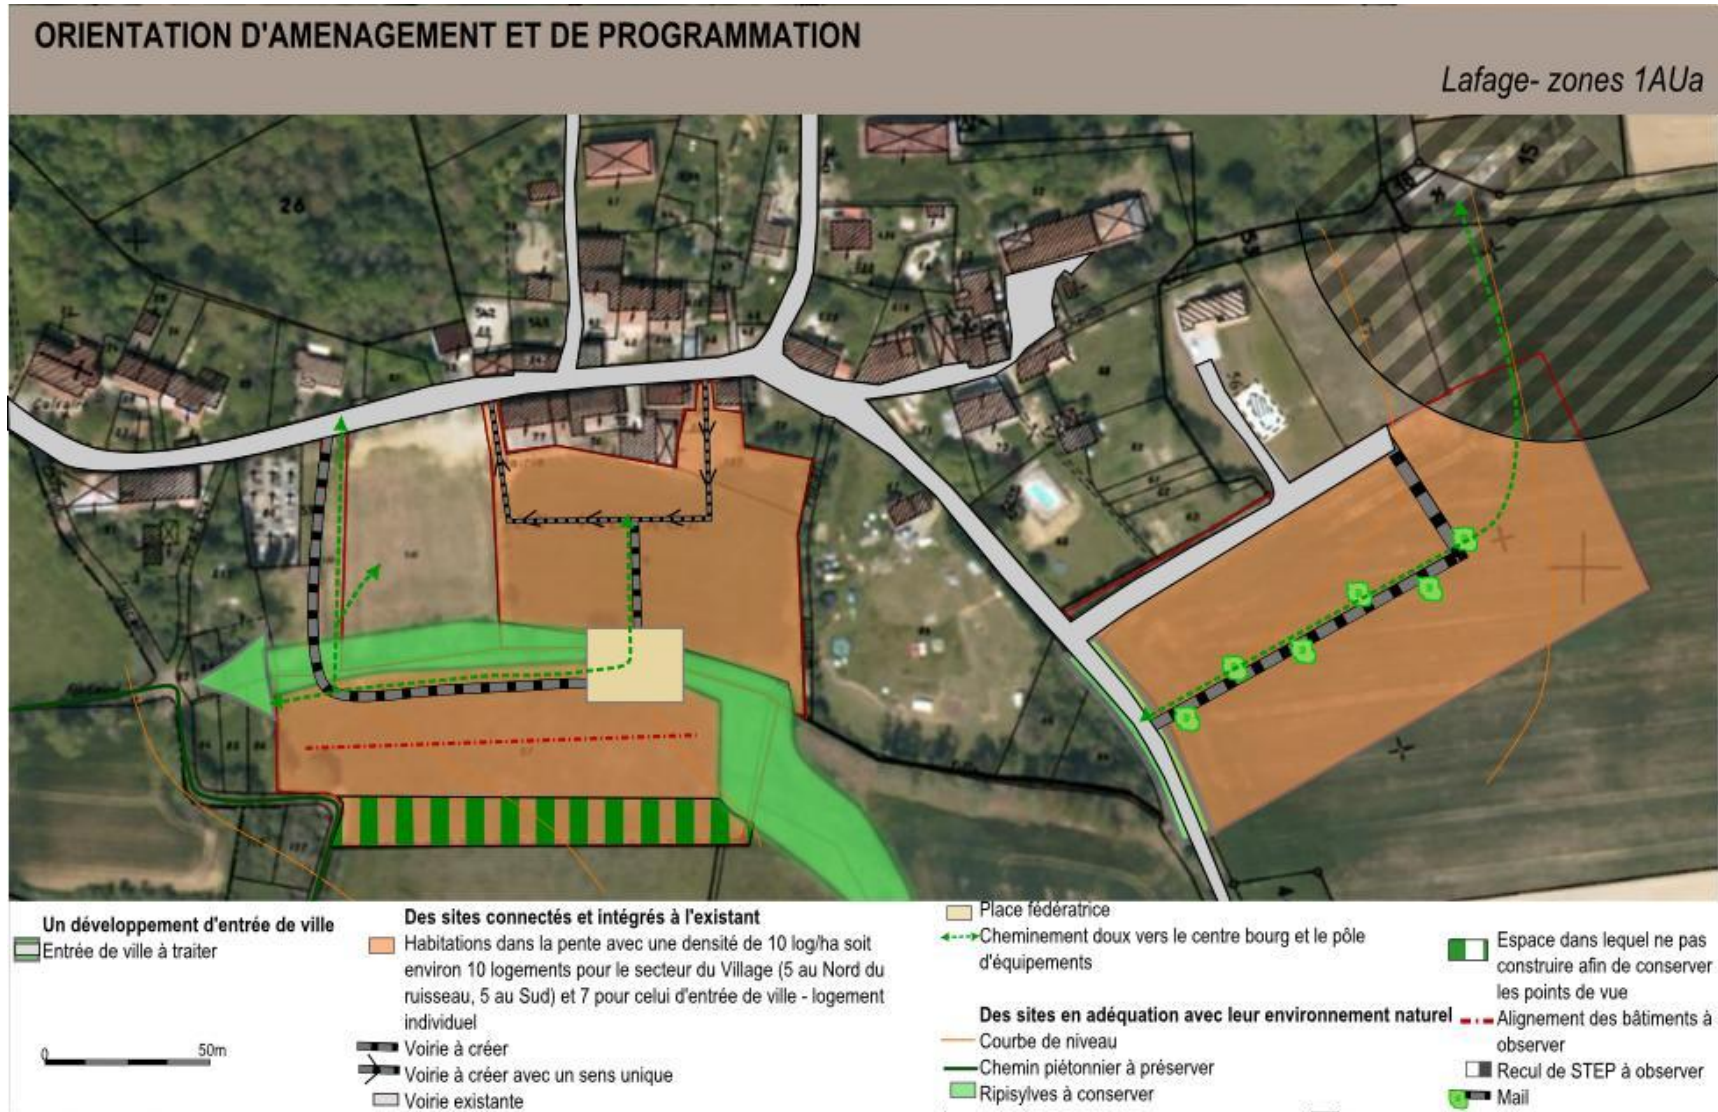 ORIENTATION D'AMENAGEMENT ET DE PROGRAMMATION
Lafage- zones 1AUa
26
15
542
Un développement d'entrée de ville
Entrée de ville à traiter
0
50m
Des sites connectés et intégrés à l'existant
Habitations dans la pente avec une densité de 10 log/ha soit
environ 10 logements pour le secteur du Village (5 au Nord du
ruisseau, 5 au Sud) et 7 pour celui d'entrée de ville - logement
individuel
Voirie à créer
Voirie à créer avec un sens unique
Voirie existante
Place fédératrice
Cheminement doux vers le centre bourg et le pôle
d'équipements
Des sites en adéquation avec leur environnement naturel
Courbe de niveau
Chemin piétonnier à préserver
Ripisylves à conserver
Espace dans lequel ne pas
construire afin de conserver
les points de vue
Alignement des bâtiments à
observer
Recul de STEP à observer
Mail